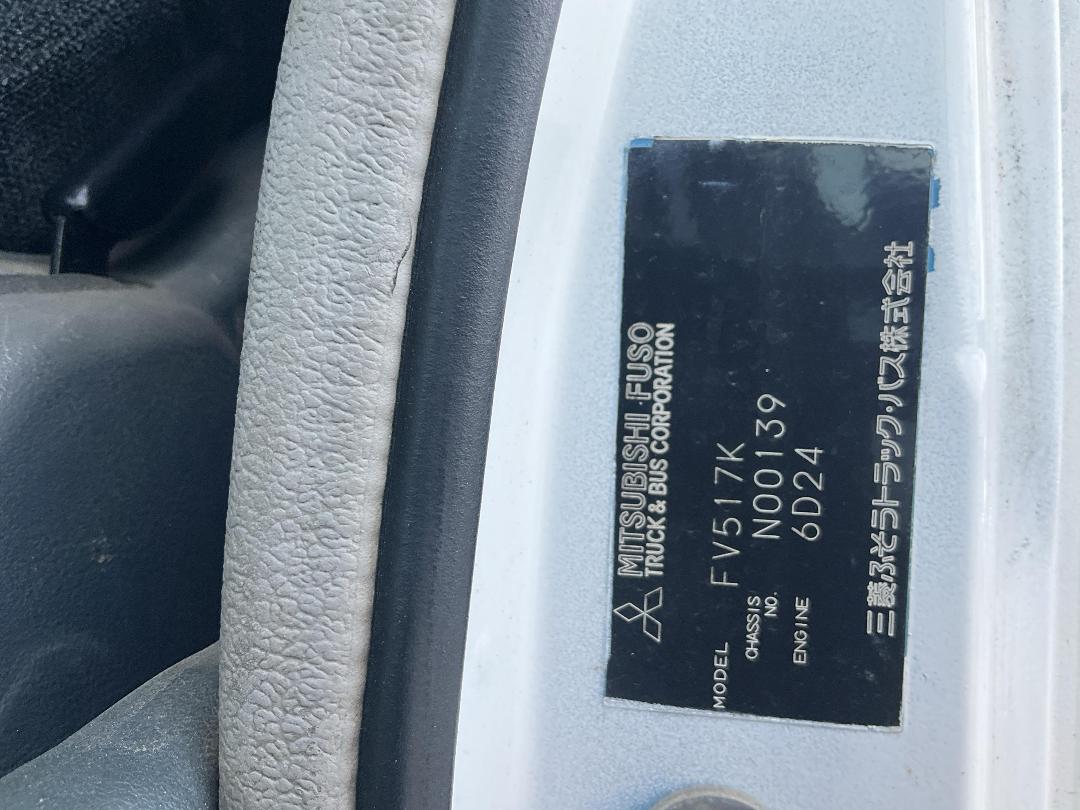 MITSUBISHI FUSO
TRUCK & BUS CORPORATION
MODEL FV517K
CHASSIS NO. N00139
ENGINE 6D24
三菱ふそうトラック・バス株式会社